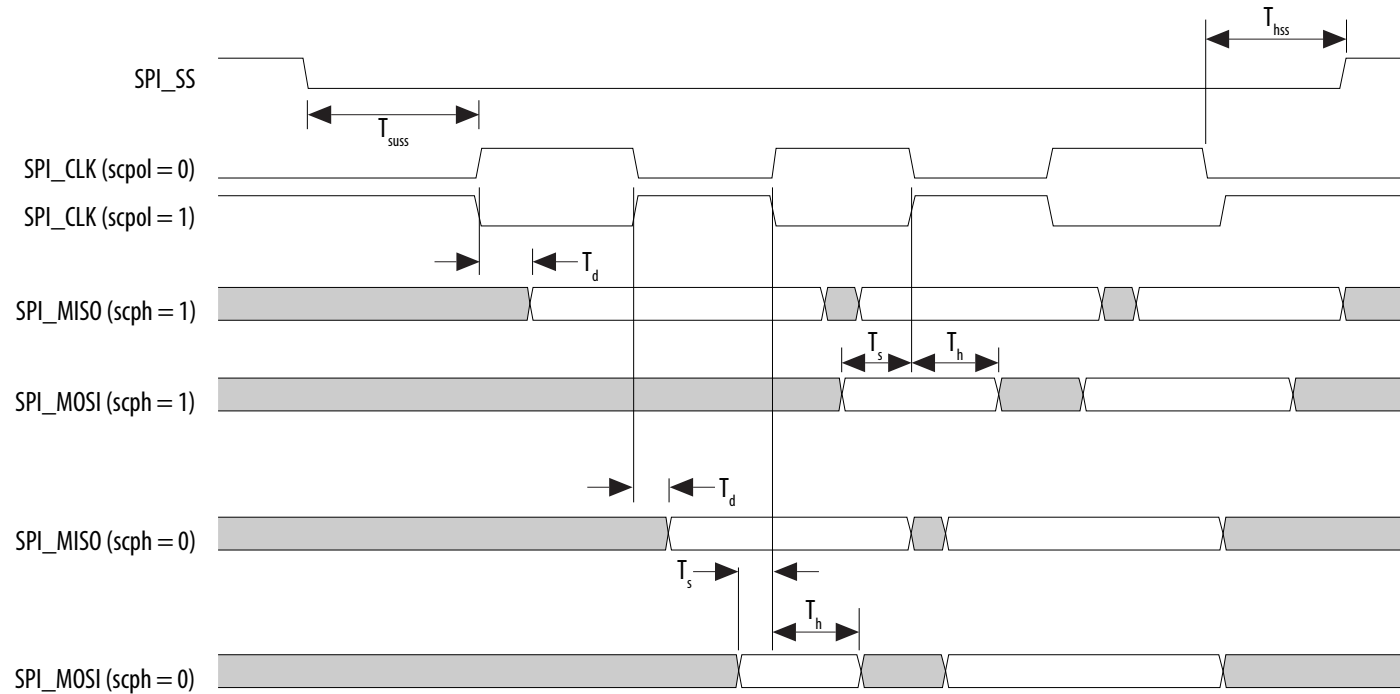 T_hss
SPI_SS
T_suss
SPI_CLK (scpol = 0)
SPI_CLK (scpol = 1)
T_d
SPI_MISO (scph = 1)
T_s T_h
SPI_MOSI (scph = 1)
T_d
SPI_MISO (scph = 0)
T_s
T_h
SPI_MOSI (scph = 0)